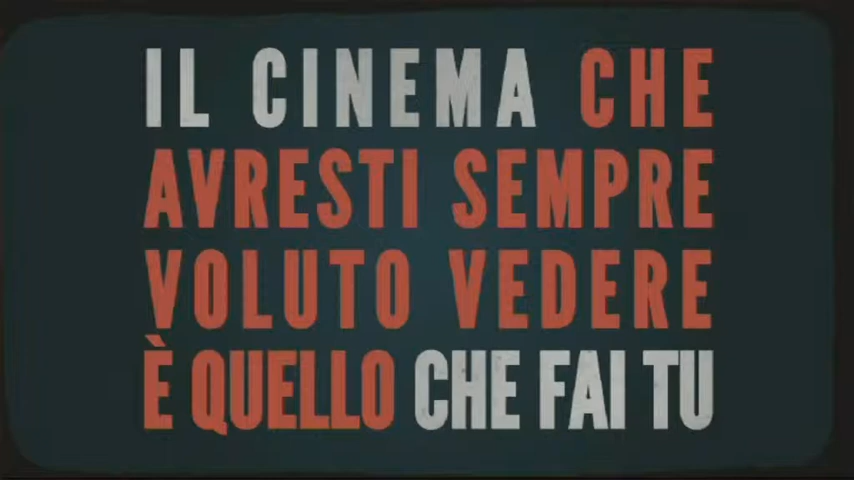 IL CINEMA CHE
AVRESTI SEMPRE
VOLUTO VEDERE
È QUELLO CHE FAI TU